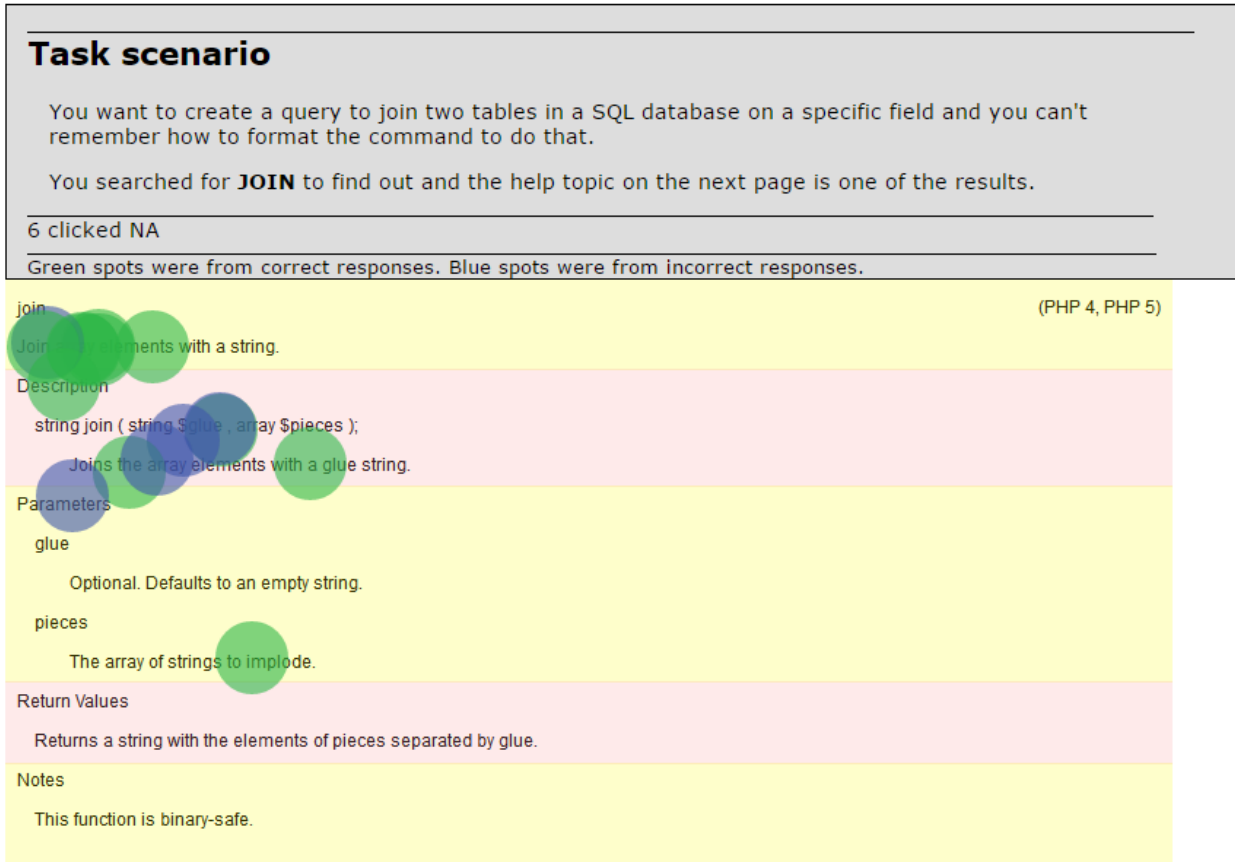 Task scenario
You want to create a query to join two tables in a SQL database on a specific field and you can't
remember how to format the command to do that.
You searched for JOIN to find out and the help topic on the next page is one of the results.
6 clicked NA
Green spots were from correct responses. Blue spots were from incorrect responses.
join (PHP 4, PHP 5)
Join array elements with a string.
Description
string join ( string $glue , array $pieces );
Joins the array elements with a glue string.
Parameters
glue
Optional. Defaults to an empty string.
pieces
The array of strings to implode.
Return Values
Returns a string with the elements of pieces separated by glue.
Notes
This function is binary-safe.